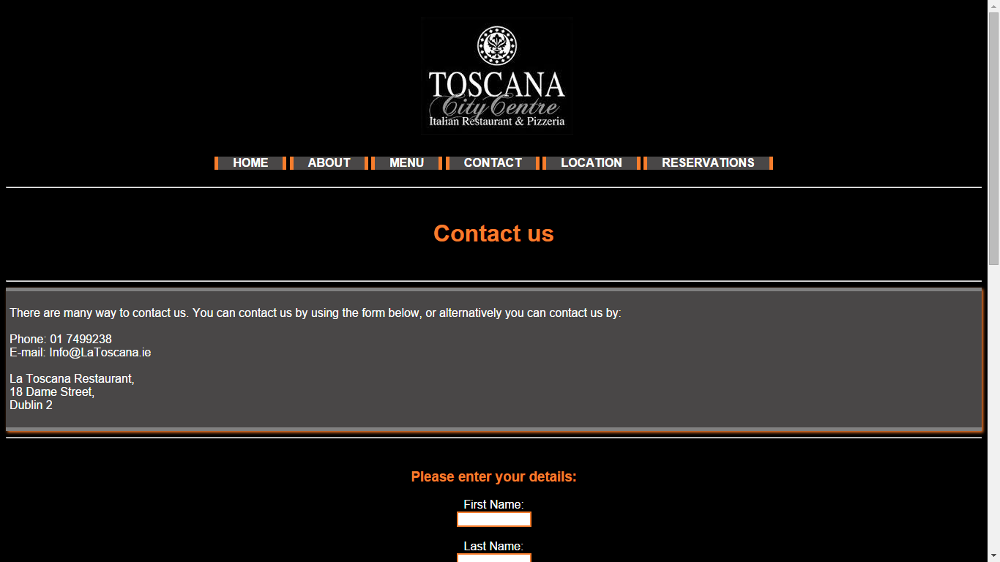 TOSCANA
City Centre
Italian Restaurant & Pizzeria
HOME ABOUT MENU CONTACT LOCATION RESERVATIONS
Contact us
There are many way to contact us. You can contact us by using the form below, or alternatively you can contact us by:
Phone: 01 7499238
E-mail: Info@LaToscana.ie
La Toscana Restaurant,
18 Dame Street,
Dublin 2
Please enter your details:
First Name:
Last Name: